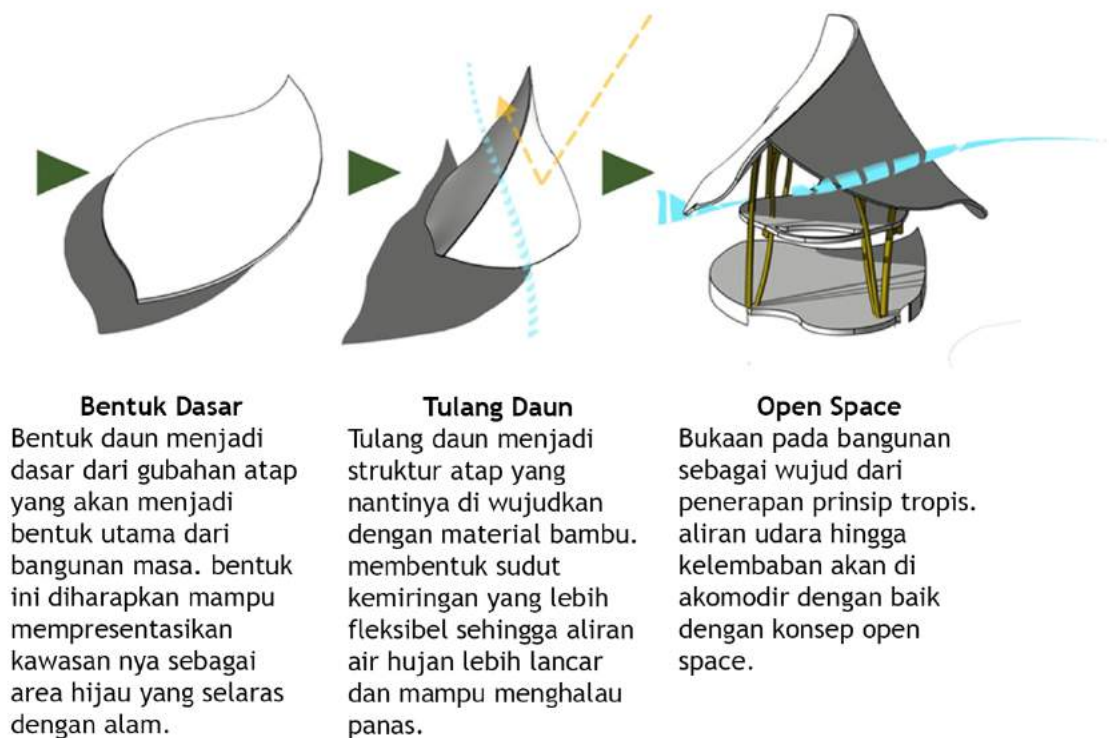 Bentuk Dasar
Bentuk daun menjadi
dasar dari gubahan atap
yang akan menjadi
bentuk utama dari
bangunan masa. bentuk
ini diharapkan mampu
mempresentasikan
kawasan nya sebagai
area hijau yang selaras
dengan alam.
Tulang Daun
Tulang daun menjadi
struktur atap yang
nantinya di wujudkan
dengan material bambu.
membentuk sudut
kemiringan yang lebih
fleksibel sehingga aliran
air hujan lebih lancar
dan mampu menghalau
panas.
Open Space
Bukaan pada bangunan
sebagai wujud dari
penerapan prinsip tropis.
aliran udara hingga
kelembaban akan di
akomodir dengan baik
dengan konsep open
space.